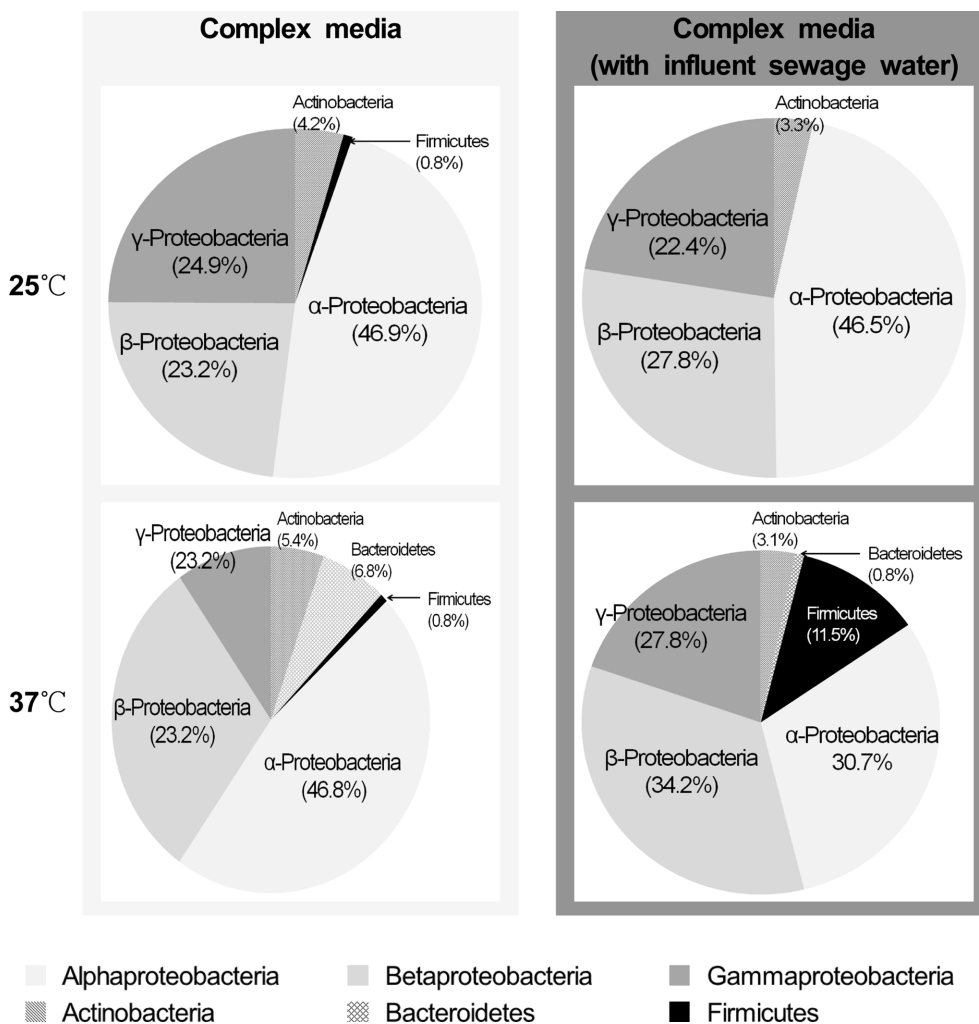 Complex media
Complex media
(with influent sewage water)
25℃
Actinobacteria
(4.2%)
Firmicutes
(0.8%)
γ-Proteobacteria
(24.9%)
α-Proteobacteria
(46.9%)
β-Proteobacteria
(23.2%)
Actinobacteria
(3.3%)
γ-Proteobacteria
(22.4%)
α-Proteobacteria
(46.5%)
β-Proteobacteria
(27.8%)
37℃
γ-Proteobacteria
(23.2%)
Actinobacteria
(5.4%)
Bacteroidetes
(6.8%)
Firmicutes
(0.8%)
β-Proteobacteria
(23.2%)
α-Proteobacteria
(46.8%)
Actinobacteria
(3.1%)
Bacteroidetes
(0.8%)
Firmicutes
(11.5%)
γ-Proteobacteria
(27.8%)
α-Proteobacteria
30.7%
β-Proteobacteria
(34.2%)
Alphaproteobacteria
Betaproteobacteria
Gammaproteobacteria
Actinobacteria
Bacteroidetes
Firmicutes